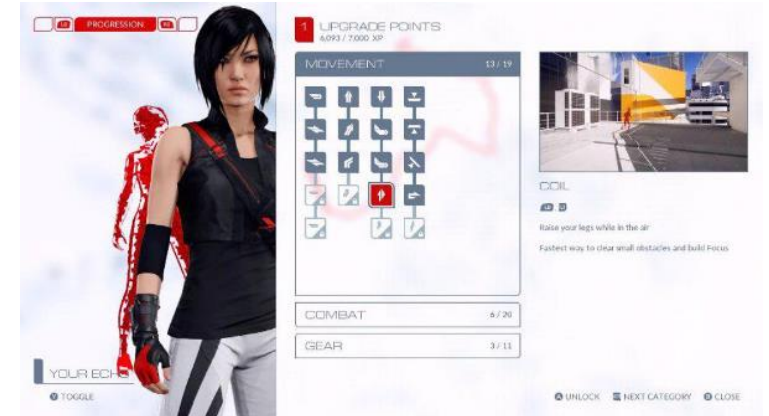 LB PROGRESSION RB
1 UPGRADE POINTS
6,093 / 7,000 XP
MOVEMENT 13 / 19
COIL
Raise your legs while in the air
Fastest way to clear small obstacles and build Focus
COMBAT 6 / 20
GEAR 3 / 11
YOUR ECHO
Y TOGGLE
A UNLOCK NEXT CATEGORY B CLOSE